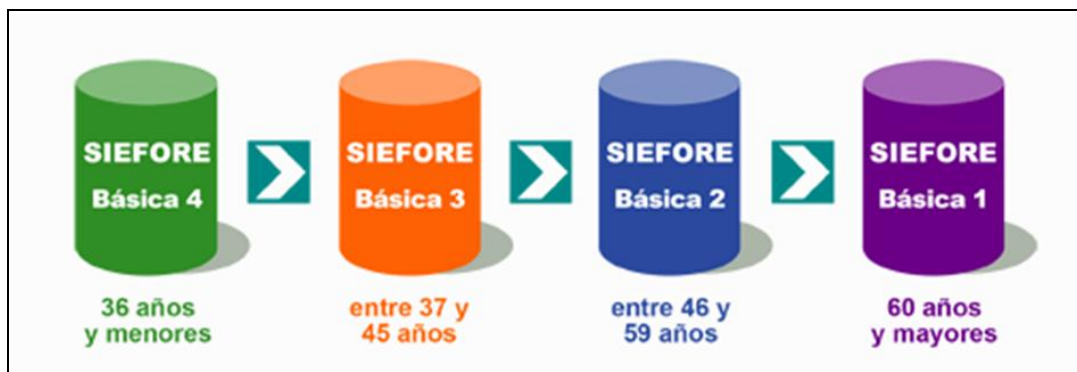 SIEFORE
Básica 4
36 años
y menores
SIEFORE
Básica 3
entre 37 y
45 años
SIEFORE
Básica 2
entre 46 y
59 años
SIEFORE
Básica 1
60 años
y mayores